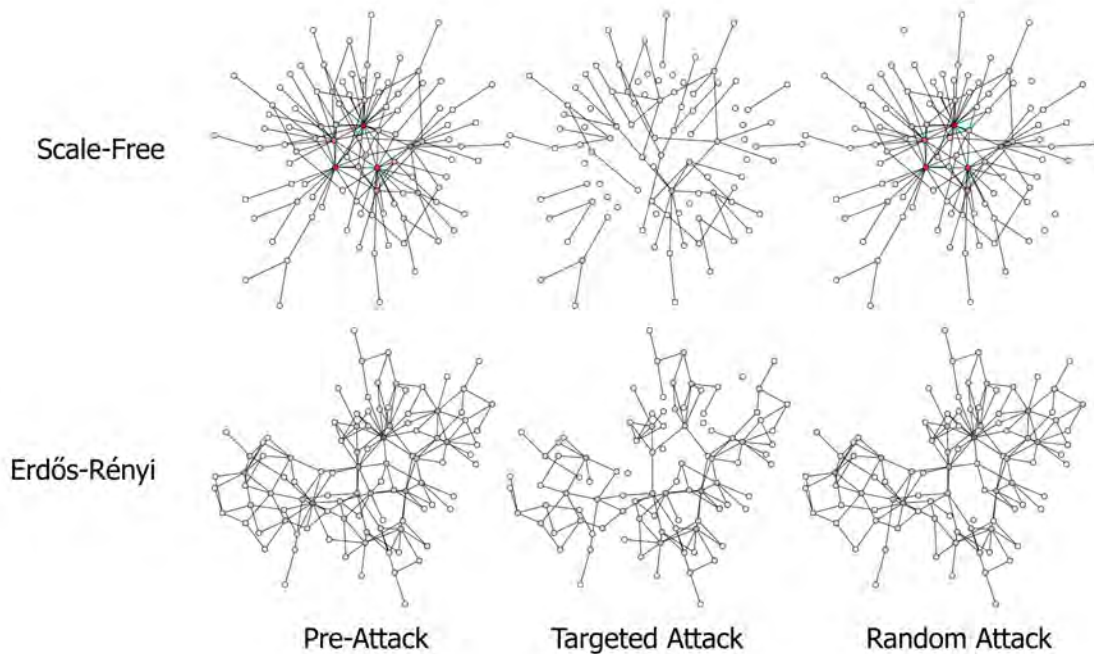 Scale-Free
Erdős-Rényi
Pre-Attack
Targeted Attack
Random Attack